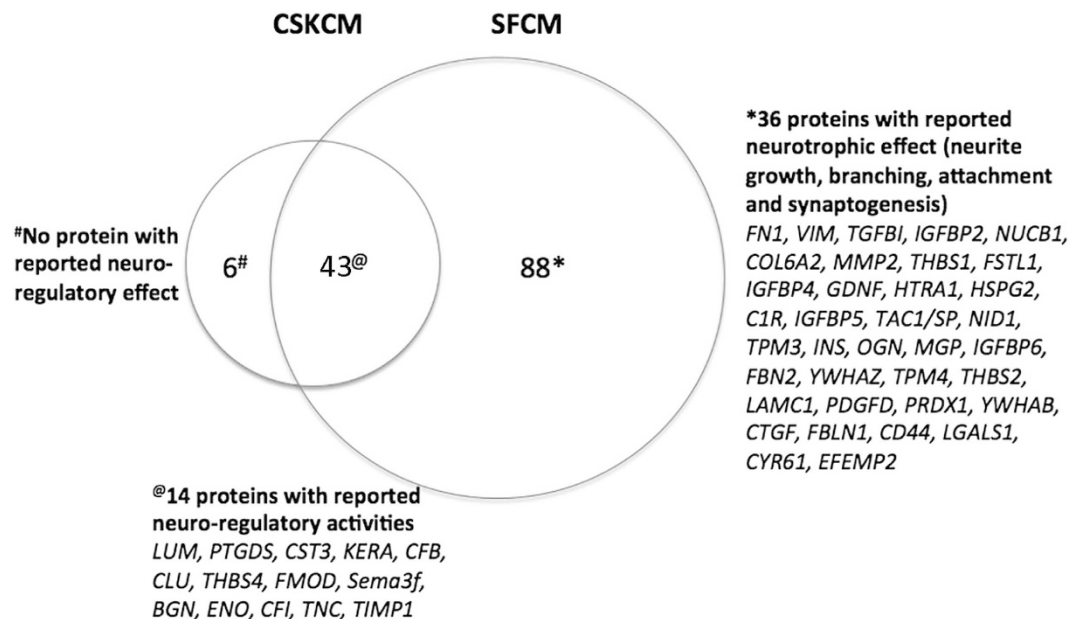 CSKCM
SFCM
#No protein with
reported neuro-
regulatory effect
6#
43@
88*
*36 proteins with reported
neurotrophic effect (neurite
growth, branching, attachment
and synaptogenesis)
FN1, VIM, TGFBI, IGFBP2, NUCB1,
COL6A2, MMP2, THBS1, FSTL1,
IGFBP4, GDNF, HTRA1, HSPG2,
C1R, IGFBP5, TAC1/SP, NID1,
TPM3, INS, OGN, MGP, IGFBP6,
FBN2, YWHAZ, TPM4, THBS2,
LAMC1, PDGFD, PRDX1, YWHAB,
CTGF, FBLN1, CD44, LGALS1,
CYR61, EFEMP2
@14 proteins with reported
neuro-regulatory activities
LUM, PTGDS, CST3, KERA, CFB,
CLU, THBS4, FMOD, Sema3f,
BGN, ENO, CFI, TNC, TIMP1